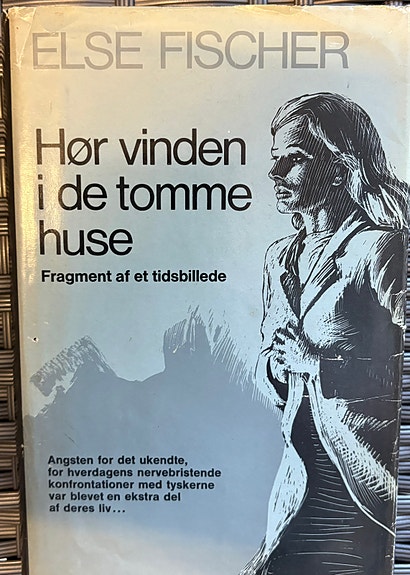 ELSE FISCHER
Hør vinden
i de tomme
huse
Fragment af et tidsbillede
Angsten for det ukendte,
for hverdagens nervebristende
konfrontationer med tyskerne
var blevet en ekstra del
af deres liv...